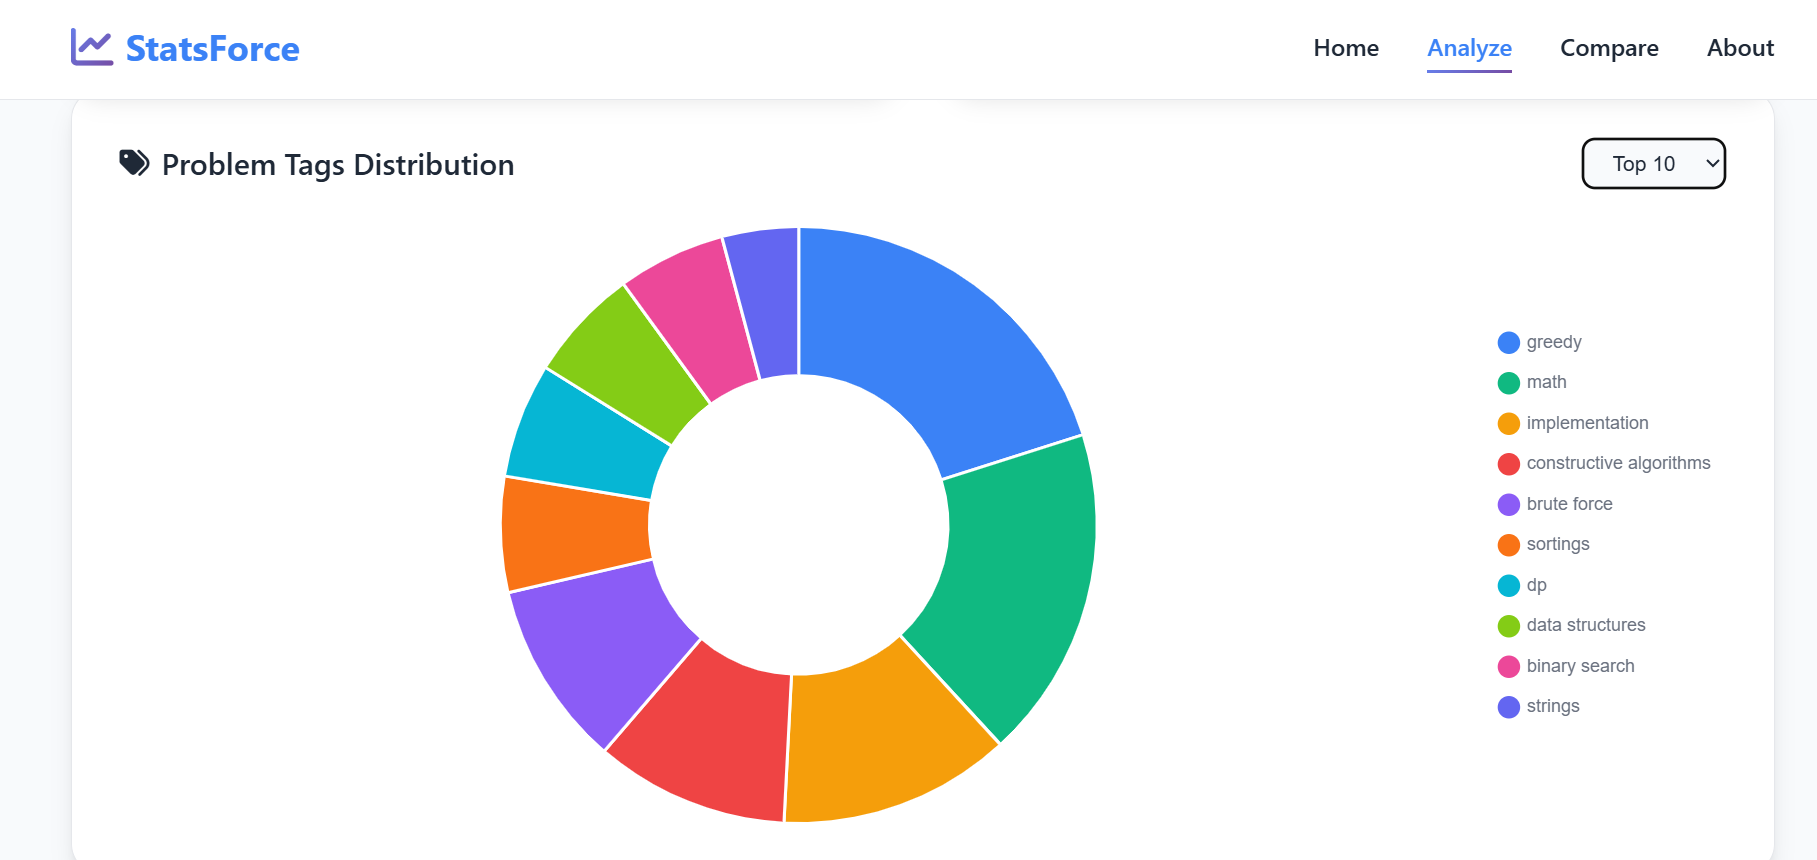 StatsForce
Home Analyze Compare About
Problem Tags Distribution
Top 10
greedy
math
implementation
constructive algorithms
brute force
sortings
dp
data structures
binary search
strings